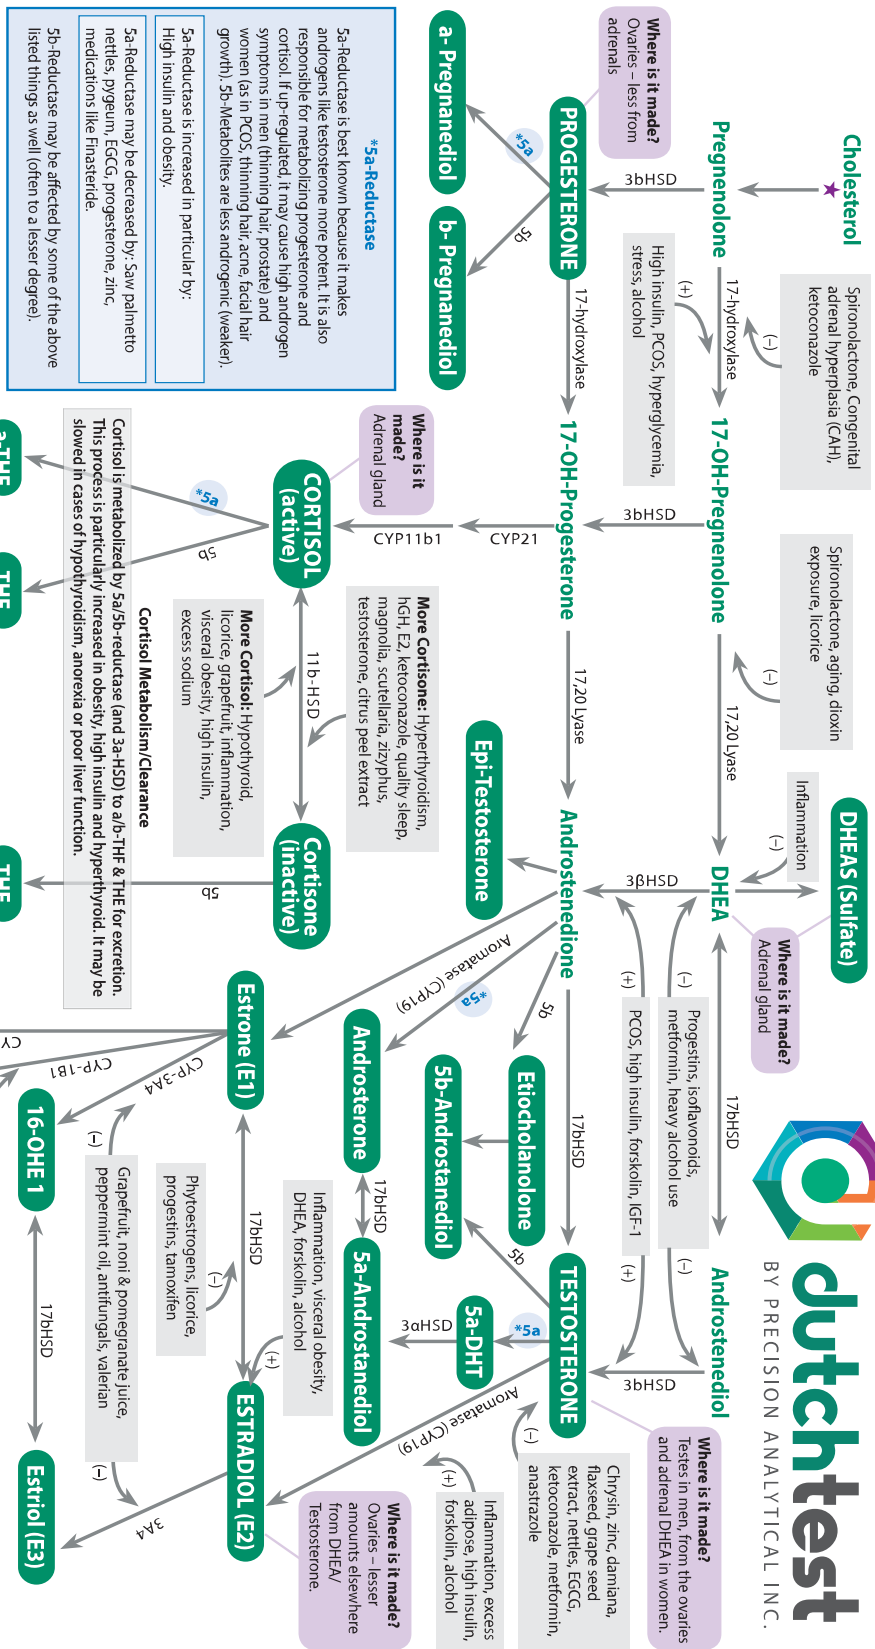 Cholesterol
dutchtest
BY PRECISION ANALYTICAL INC.
Spironolactone, Congenital
adrenal hyperplasia (CAH),
ketoconazole
Spironolactone, aging, dioxin
exposure, licorice
DHEAS (Sulfate)
Inflammation
(–)
(–)
(–)
Where is it made?
Adrenal gland
Pregnenolone
17-hydroxylase
17-OH-Pregnenolone
17,20 Lyase
DHEA
17bHSD
Androstenediol
(+)
High insulin, PCOS, hyperglycemia,
stress, alcohol
Where is it made?
Ovaries – less from
adrenals
3bHSD
3bHSD
3βHSD
3bHSD
(–)
Progestins, isoflavonoids,
metformin, heavy alcohol use
(–)
(+)
PCOS, high insulin, forskolin, IGF-1
(+)
Where is it made?
Testes in men, from the ovaries
and adrenal DHEA in women.
PROGESTERONE
17-hydroxylase
17-OH-Progesterone
17,20 Lyase
Androstenedione
17bHSD
TESTOSTERONE
*5a
5b
a- Pregnanediol
b- Pregnanediol
CYP21
CYP11b1
Epi-Testosterone
Aromatase (CYP19)
*5a
5b
Etiocholanolone
5b-Androstanediol
5b
*5a
5a-DHT
3αHSD
Aromatase (CYP19)
(–)
Chrysin, zinc, damiana,
flaxseed, grape seed
extract, nettles, EGCG,
ketoconazole, metformin,
anastrazole
(+)
Inflammation, excess
adipose, high insulin,
forskolin, alcohol
Androsterone
17bHSD
5a-Androstanediol
Where is it
made?
Adrenal gland
More Cortisone: Hyperthyroidism,
hGH, E2, ketoconazole, quality sleep,
magnolia, scutellaria, zizyphus,
testosterone, citrus peel extract
CORTISOL
(active)
11b-HSD
Cortisone
(inactive)
More Cortisol: Hypothyroid,
licorice, grapefruit, inflammation,
visceral obesity, high insulin,
excess sodium
*5a
5b
5b
Cortisol Metabolism/Clearance
Cortisol is metabolized by 5a/5b-reductase (and 3a-HSD) to a/b-THF & THE for excretion.
This process is particularly increased in obesity, high insulin and hyperthyroid. It may be
slowed in cases of hypothyroidism, anorexia or poor liver function.
a-THF
THF
THE
*5a-Reductase
5a-Reductase is best known because it makes
androgens like testosterone more potent. It is also
responsible for metabolizing progesterone and
cortisol. If up-regulated, it may cause high androgen
symptoms in men (thinning hair, prostate) and
women (as in PCOS, thinning hair, acne, facial hair
growth). 5b-Metabolites are less androgenic (weaker).
5a-Reductase is increased in particular by:
High insulin and obesity.
5a-Reductase may be decreased by: Saw palmetto
nettles, pygeum, EGCG, progesterone, zinc,
medications like Finasteride.
5b-Reductase may be affected by some of the above
listed things as well (often to a lesser degree).
Inflammation, visceral obesity,
DHEA, forskolin, alcohol
(+)
Where is it made?
Ovaries – lesser
amounts elsewhere
from DHEA/
Testosterone.
Estrone (E1)
17bHSD
ESTRADIOL (E2)
(–)
Phytoestrogens, licorice,
progestins, tamoxifen
CY
CYP-1B1
CYP-3A4
(–)
Grapefruit, noni & pomegranate juice,
peppermint oil, antifungals, valerian
(–)
3A4
16-OHE 1
17bHSD
Estriol (E3)